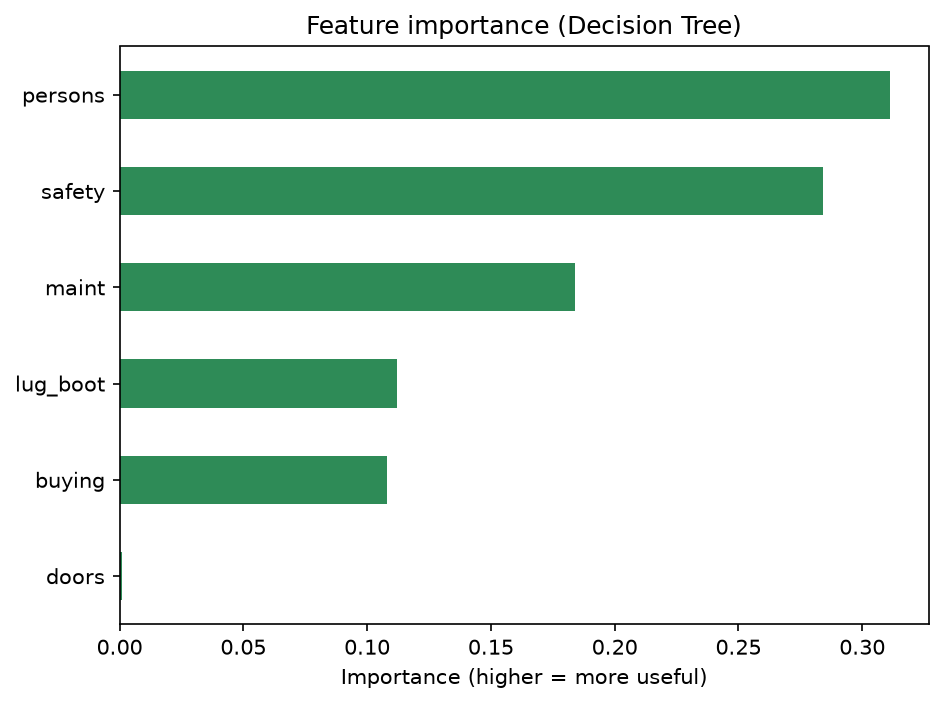 Feature importance (Decision Tree)
persons
safety
maint
lug_boot
buying
doors
0.00 0.05 0.10 0.15 0.20 0.25 0.30
Importance (higher = more useful)